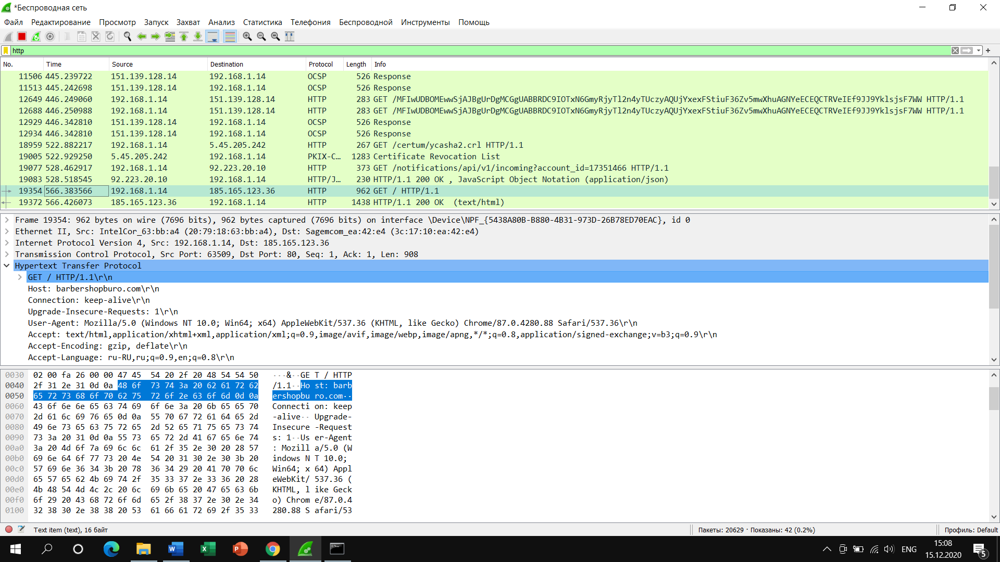 *Беспроводная сеть
Файл Редактирование Просмотр Запуск Захват Анализ Статистика Телефония Беспроводной Инструменты Помощь
http
No. Time Source Destination Protocol Length Info
11506 445.239722 151.139.128.14 192.168.1.14 OCSP 526 Response
11513 445.242698 151.139.128.14 192.168.1.14 OCSP 526 Response
12649 446.249060 192.168.1.14 151.139.128.14 HTTP 283 GET /MFIwUDBOMEwwSjAJBgUrDgMCGgUABBRDC9IOTxN6GmyRjyTl2n4yTUczyAQUjYxexFStiuF36Zv5mwXhuAGNYeECEQCTRVeIEf9JJ9YklsjsF7WW HTTP/1.1
12688 446.250988 192.168.1.14 151.139.128.14 HTTP 283 GET /MFIwUDBOMEwwSjAJBgUrDgMCGgUABBRDC9IOTxN6GmyRjyTl2n4yTUczyAQUjYxexFStiuF36Zv5mwXhuAGNYeECEQCTRVeIEf9JJ9YklsjsF7WW HTTP/1.1
12929 446.342810 151.139.128.14 192.168.1.14 OCSP 526 Response
12934 446.342810 151.139.128.14 192.168.1.14 OCSP 526 Response
18959 522.882217 192.168.1.14 5.45.205.242 HTTP 267 GET /certum/ycasha2.crl HTTP/1.1
19005 522.929250 5.45.205.242 192.168.1.14 PKIX-C… 1283 Certificate Revocation List
19077 528.462917 192.168.1.14 92.223.20.10 HTTP 373 GET /notifications/api/v1/incoming?account_id=17351466 HTTP/1.1
19083 528.518545 92.223.20.10 192.168.1.14 HTTP/J… 230 HTTP/1.1 200 OK , JavaScript Object Notation (application/json)
19354 566.383566 192.168.1.14 185.165.123.36 HTTP 962 GET / HTTP/1.1
19372 566.426073 185.165.123.36 192.168.1.14 HTTP 1438 HTTP/1.1 200 OK (text/html)
Frame 19354: 962 bytes on wire (7696 bits), 962 bytes captured (7696 bits) on interface \Device\NPF_{5438A80B-B880-4B31-973D-26B78ED70EAC}, id 0
Ethernet II, Src: IntelCor_63:bb:a4 (20:79:18:63:bb:a4), Dst: Sagemcom_ea:42:e4 (3c:17:10:ea:42:e4)
Internet Protocol Version 4, Src: 192.168.1.14, Dst: 185.165.123.36
Transmission Control Protocol, Src Port: 63509, Dst Port: 80, Seq: 1, Ack: 1, Len: 908
Hypertext Transfer Protocol
GET / HTTP/1.1\r\n
Host: barbershopburo.com\r\n
Connection: keep-alive\r\n
Upgrade-Insecure-Requests: 1\r\n
User-Agent: Mozilla/5.0 (Windows NT 10.0; Win64; x64) AppleWebKit/537.36 (KHTML, like Gecko) Chrome/87.0.4280.88 Safari/537.36\r\n
Accept: text/html,application/xhtml+xml,application/xml;q=0.9,image/avif,image/webp,image/apng,*/*;q=0.8,application/signed-exchange;v=b3;q=0.9\r\n
Accept-Encoding: gzip, deflate\r\n
Accept-Language: ru-RU,ru;q=0.9,en;q=0.8\r\n
0030 02 00 fa 26 00 00 47 45 54 20 2f 20 48 54 54 50 ···&··GE T / HTTP
0040 2f 31 2e 31 0d 0a 48 6f 73 74 3a 20 62 61 72 62 /1.1··Ho st: barb
0050 65 72 73 68 6f 70 62 75 72 6f 2e 63 6f 6d 0d 0a ershopbu ro.com··
0060 43 6f 6e 6e 65 63 74 69 6f 6e 3a 20 6b 65 65 70 Connecti on: keep
0070 2d 61 6c 69 76 65 0d 0a 55 70 67 72 61 64 65 2d -alive·· Upgrade-
0080 49 6e 73 65 63 75 72 65 2d 52 65 71 75 65 73 74 Insecure -Request
0090 73 3a 20 31 0d 0a 55 73 65 72 2d 41 67 65 6e 74 s: 1··Us er-Agent
00a0 3a 20 4d 6f 7a 69 6c 6c 61 2f 35 2e 30 20 28 57 : Mozill a/5.0 (W
00b0 69 6e 64 6f 77 73 20 4e 54 20 31 30 2e 30 3b 20 indows N T 10.0;
00c0 57 69 6e 36 34 3b 20 78 36 34 29 20 41 70 70 6c Win64; x 64) Appl
00d0 65 57 65 62 4b 69 74 2f 35 33 37 2e 33 36 20 28 eWebKit/ 537.36 (
00e0 4b 48 54 4d 4c 2c 20 6c 69 6b 65 20 47 65 63 6b KHTML, l ike Geck
00f0 6f 29 20 43 68 72 6f 6d 65 2f 38 37 2e 30 2e 34 o) Chrom e/87.0.4
0100 32 38 30 2e 38 38 20 53 61 66 61 72 69 2f 35 33 280.88 S afari/53
Text item (text), 16 байт
Пакеты: 20629 · Показаны: 42 (0.2%)
Профиль: Default
ENG
15:08
15.12.2020
5